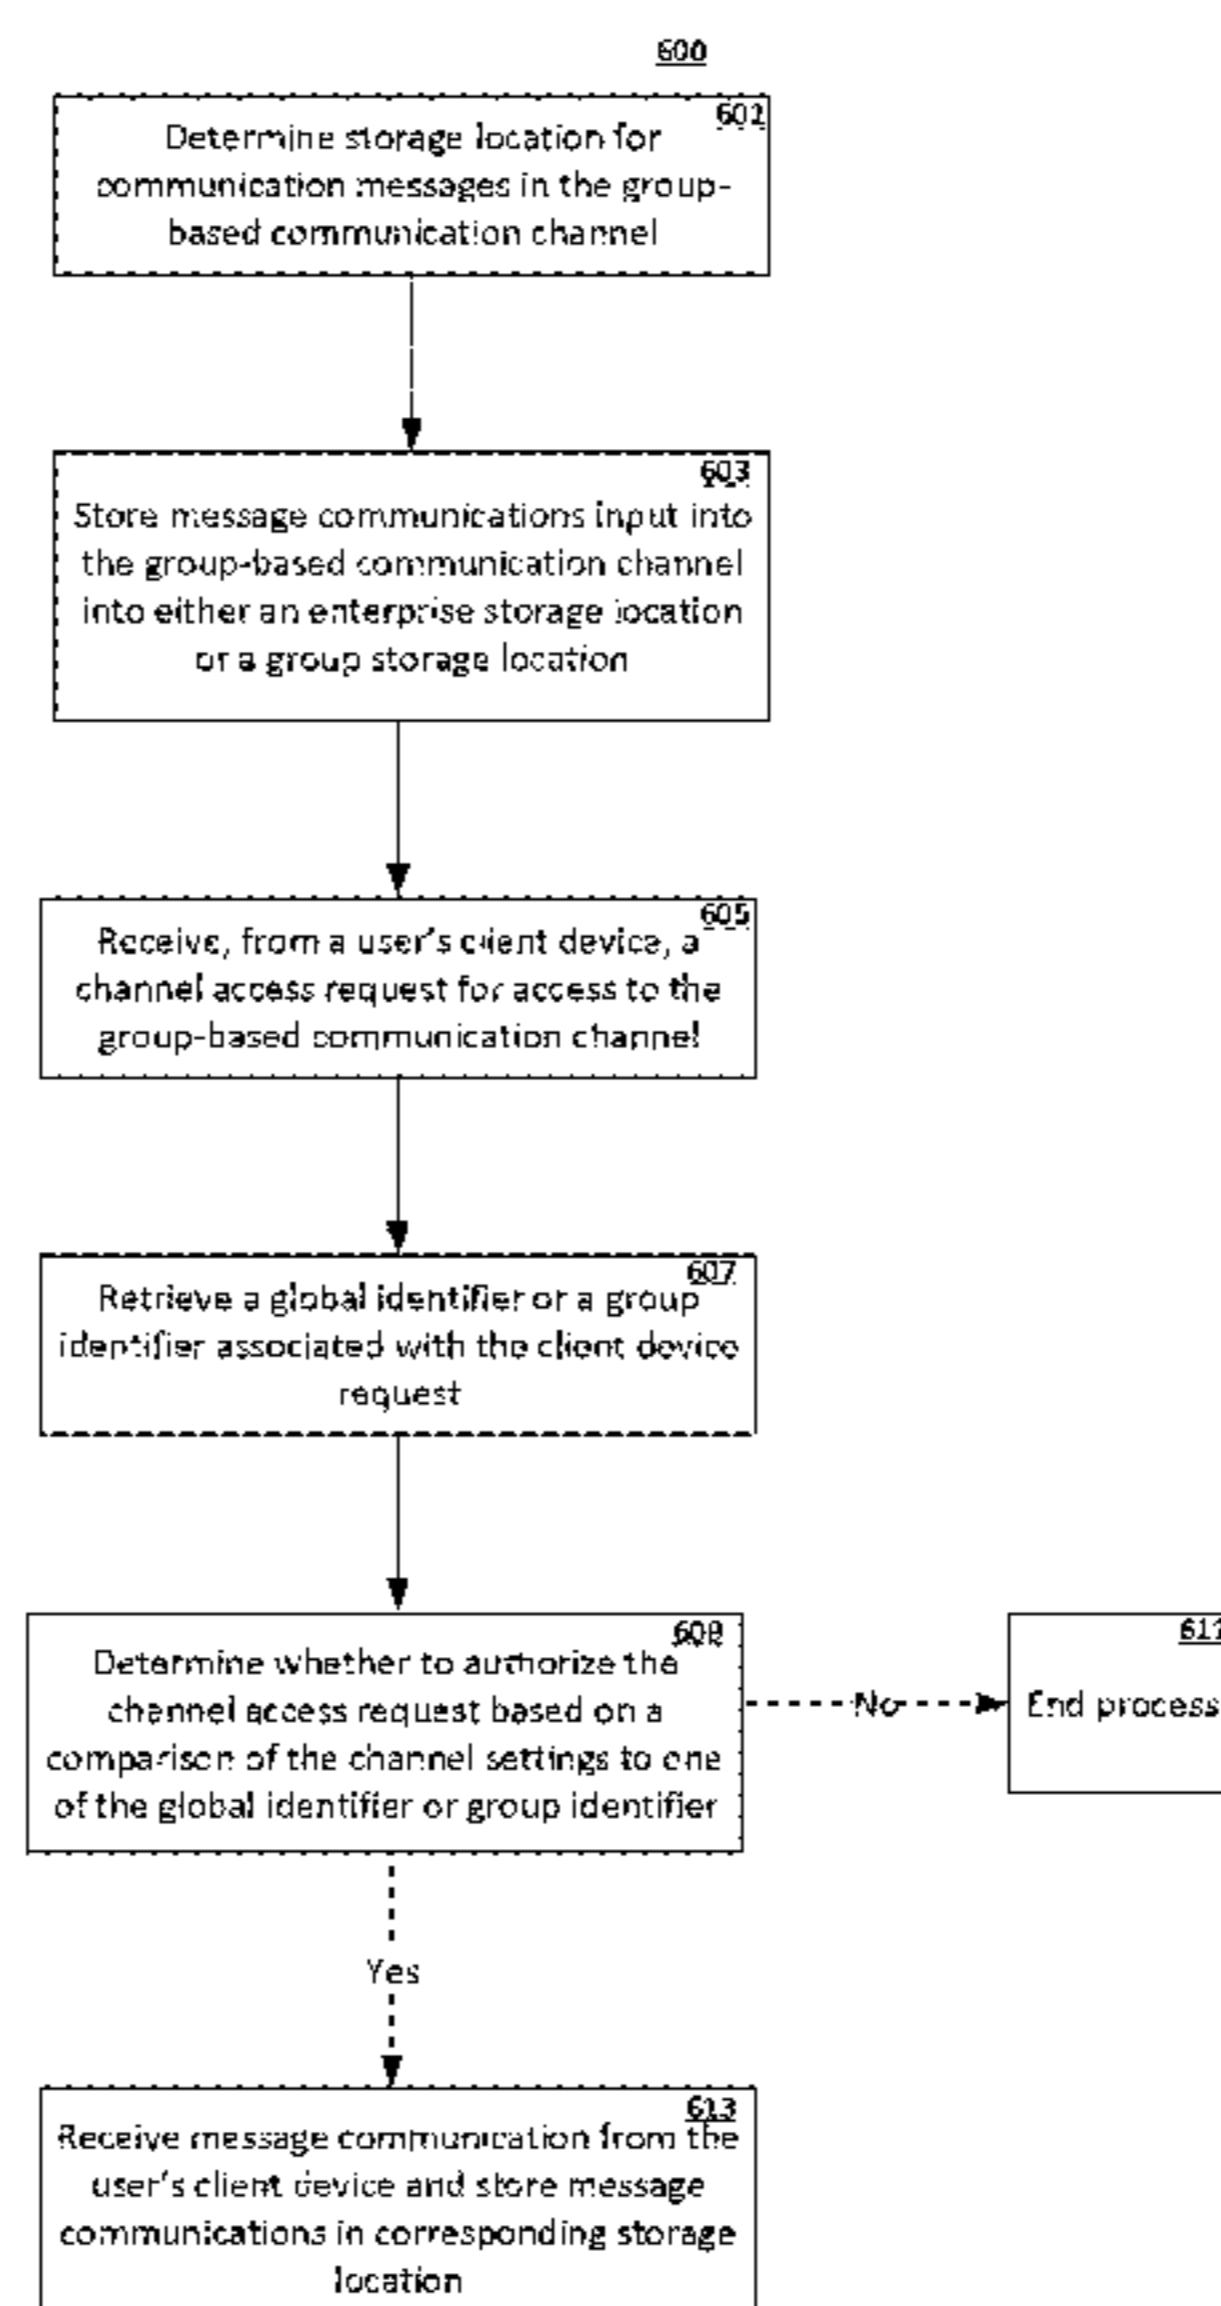 600
601
Determine storage location for
communication messages in the group-
based communication channel
603
Store message communications input into
the group-based communication channel
into either an enterprise storage location
or a group storage location
605
Receive, from a user's client device, a
channel access request for access to the
group-based communication channel
607
Retrieve a global identifier or a group
identifier associated with the client device
request
609
Determine whether to authorize the
channel access request based on a
comparison of the channel settings to one
of the global identifier or group identifier
No
611
End process
Yes
613
Receive message communication from the
user's client device and store message
communications in corresponding storage
location